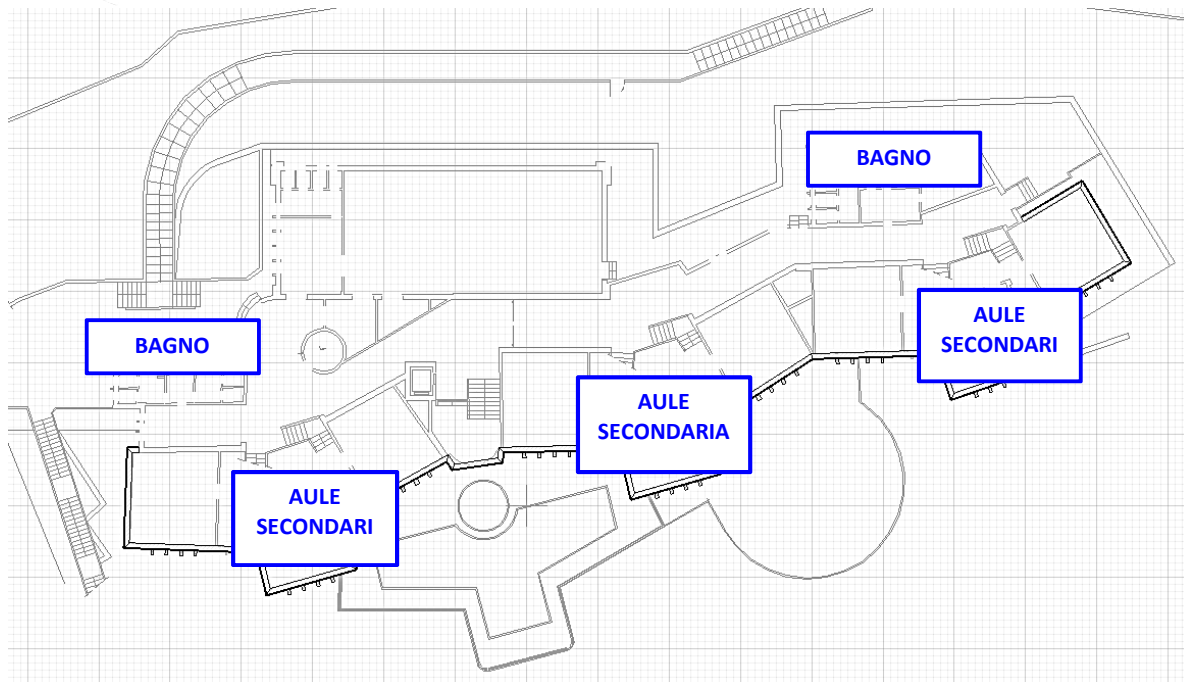 BAGNO
BAGNO
AULE
SECONDARI
AULE
SECONDARIA
AULE
SECONDARI